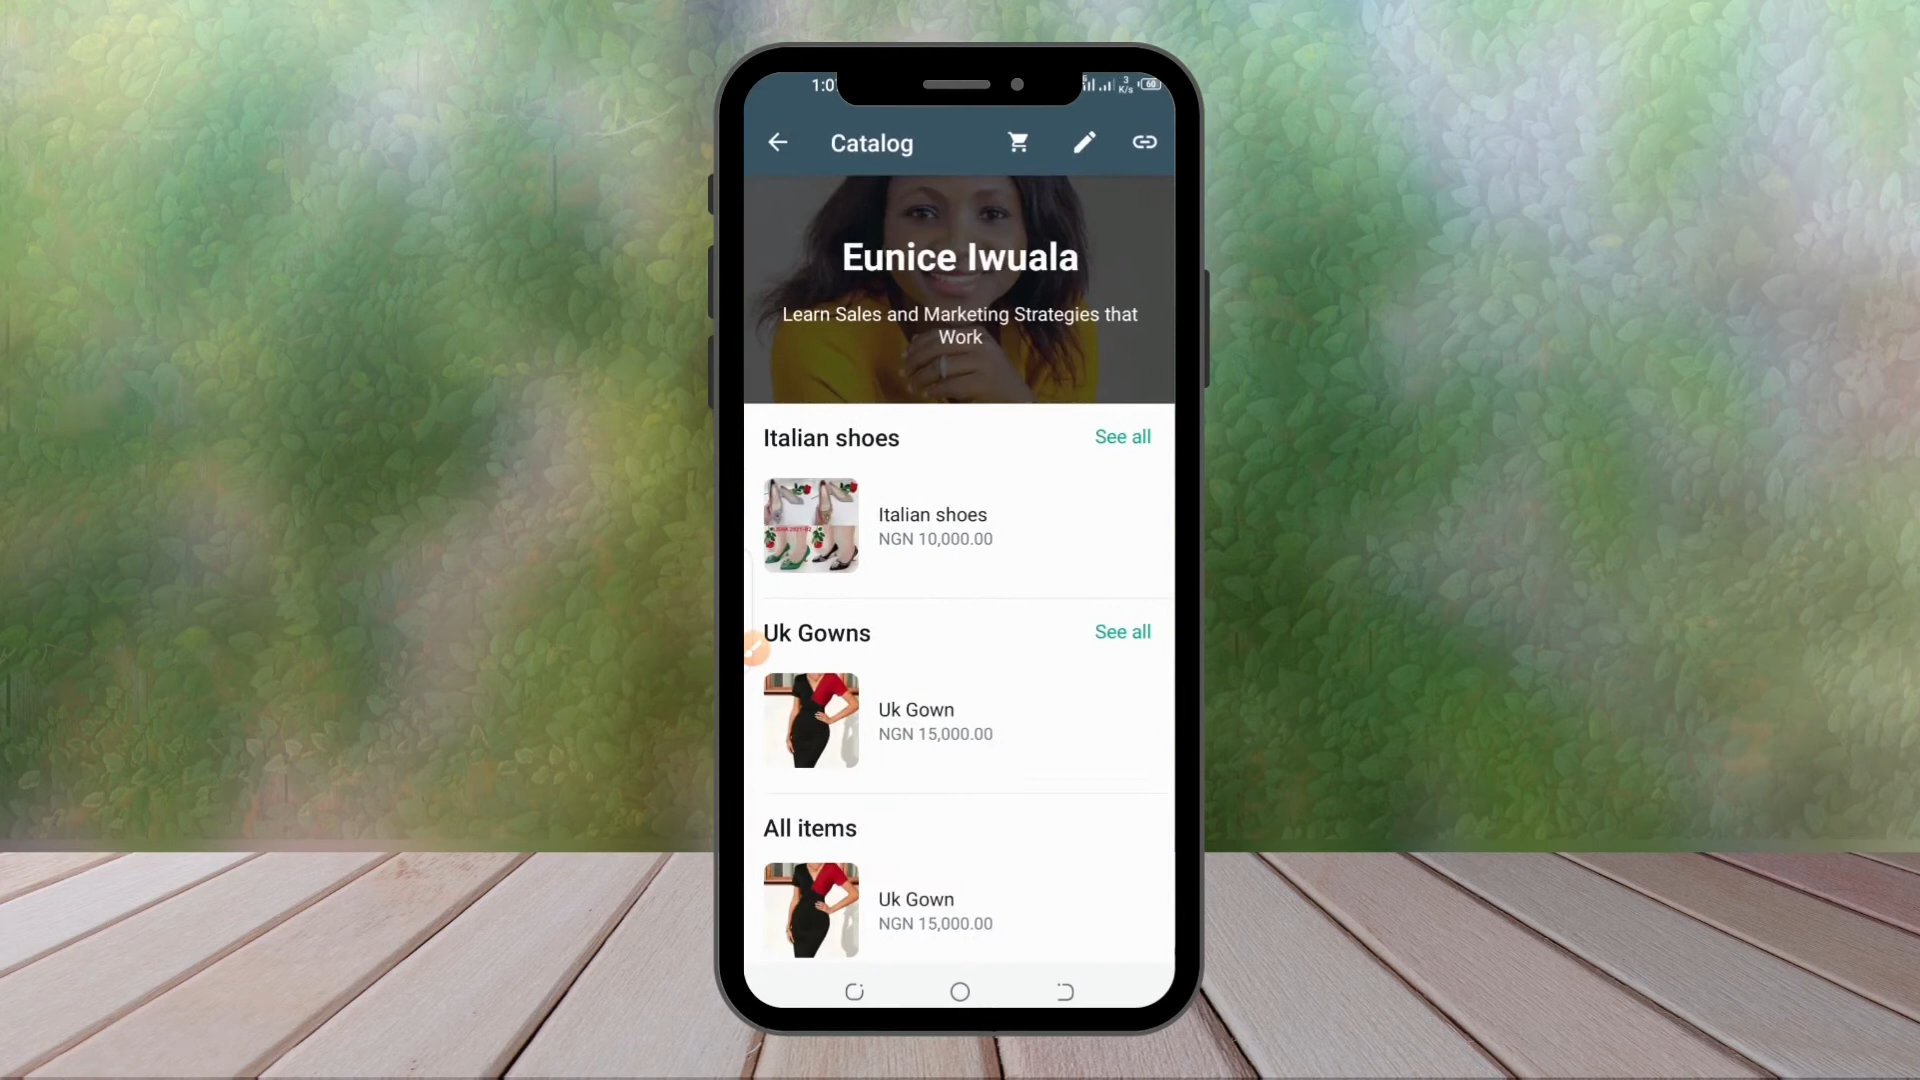 1:0
3
K/s
60
Catalog
Eunice Iwuala
Learn Sales and Marketing Strategies that
Work
Italian shoes
See all
Italian shoes
NGN 10,000.00
Uk Gowns
See all
Uk Gown
NGN 15,000.00
All items
Uk Gown
NGN 15,000.00